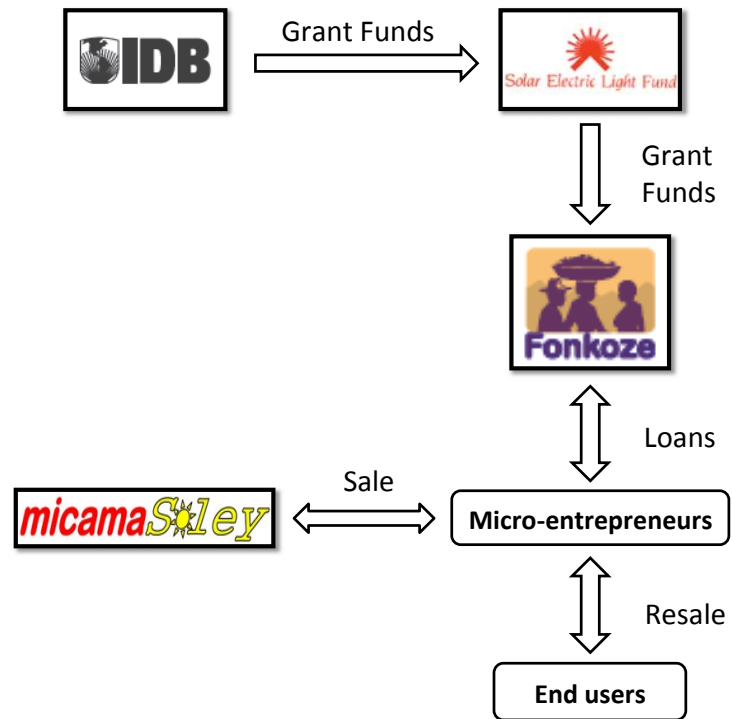 IDB
Grant Funds
Solar Electric Light Fund
Grant
Funds
Fonkoze
Loans
Sale
micamaSoley
Micro-entrepreneurs
Resale
End users